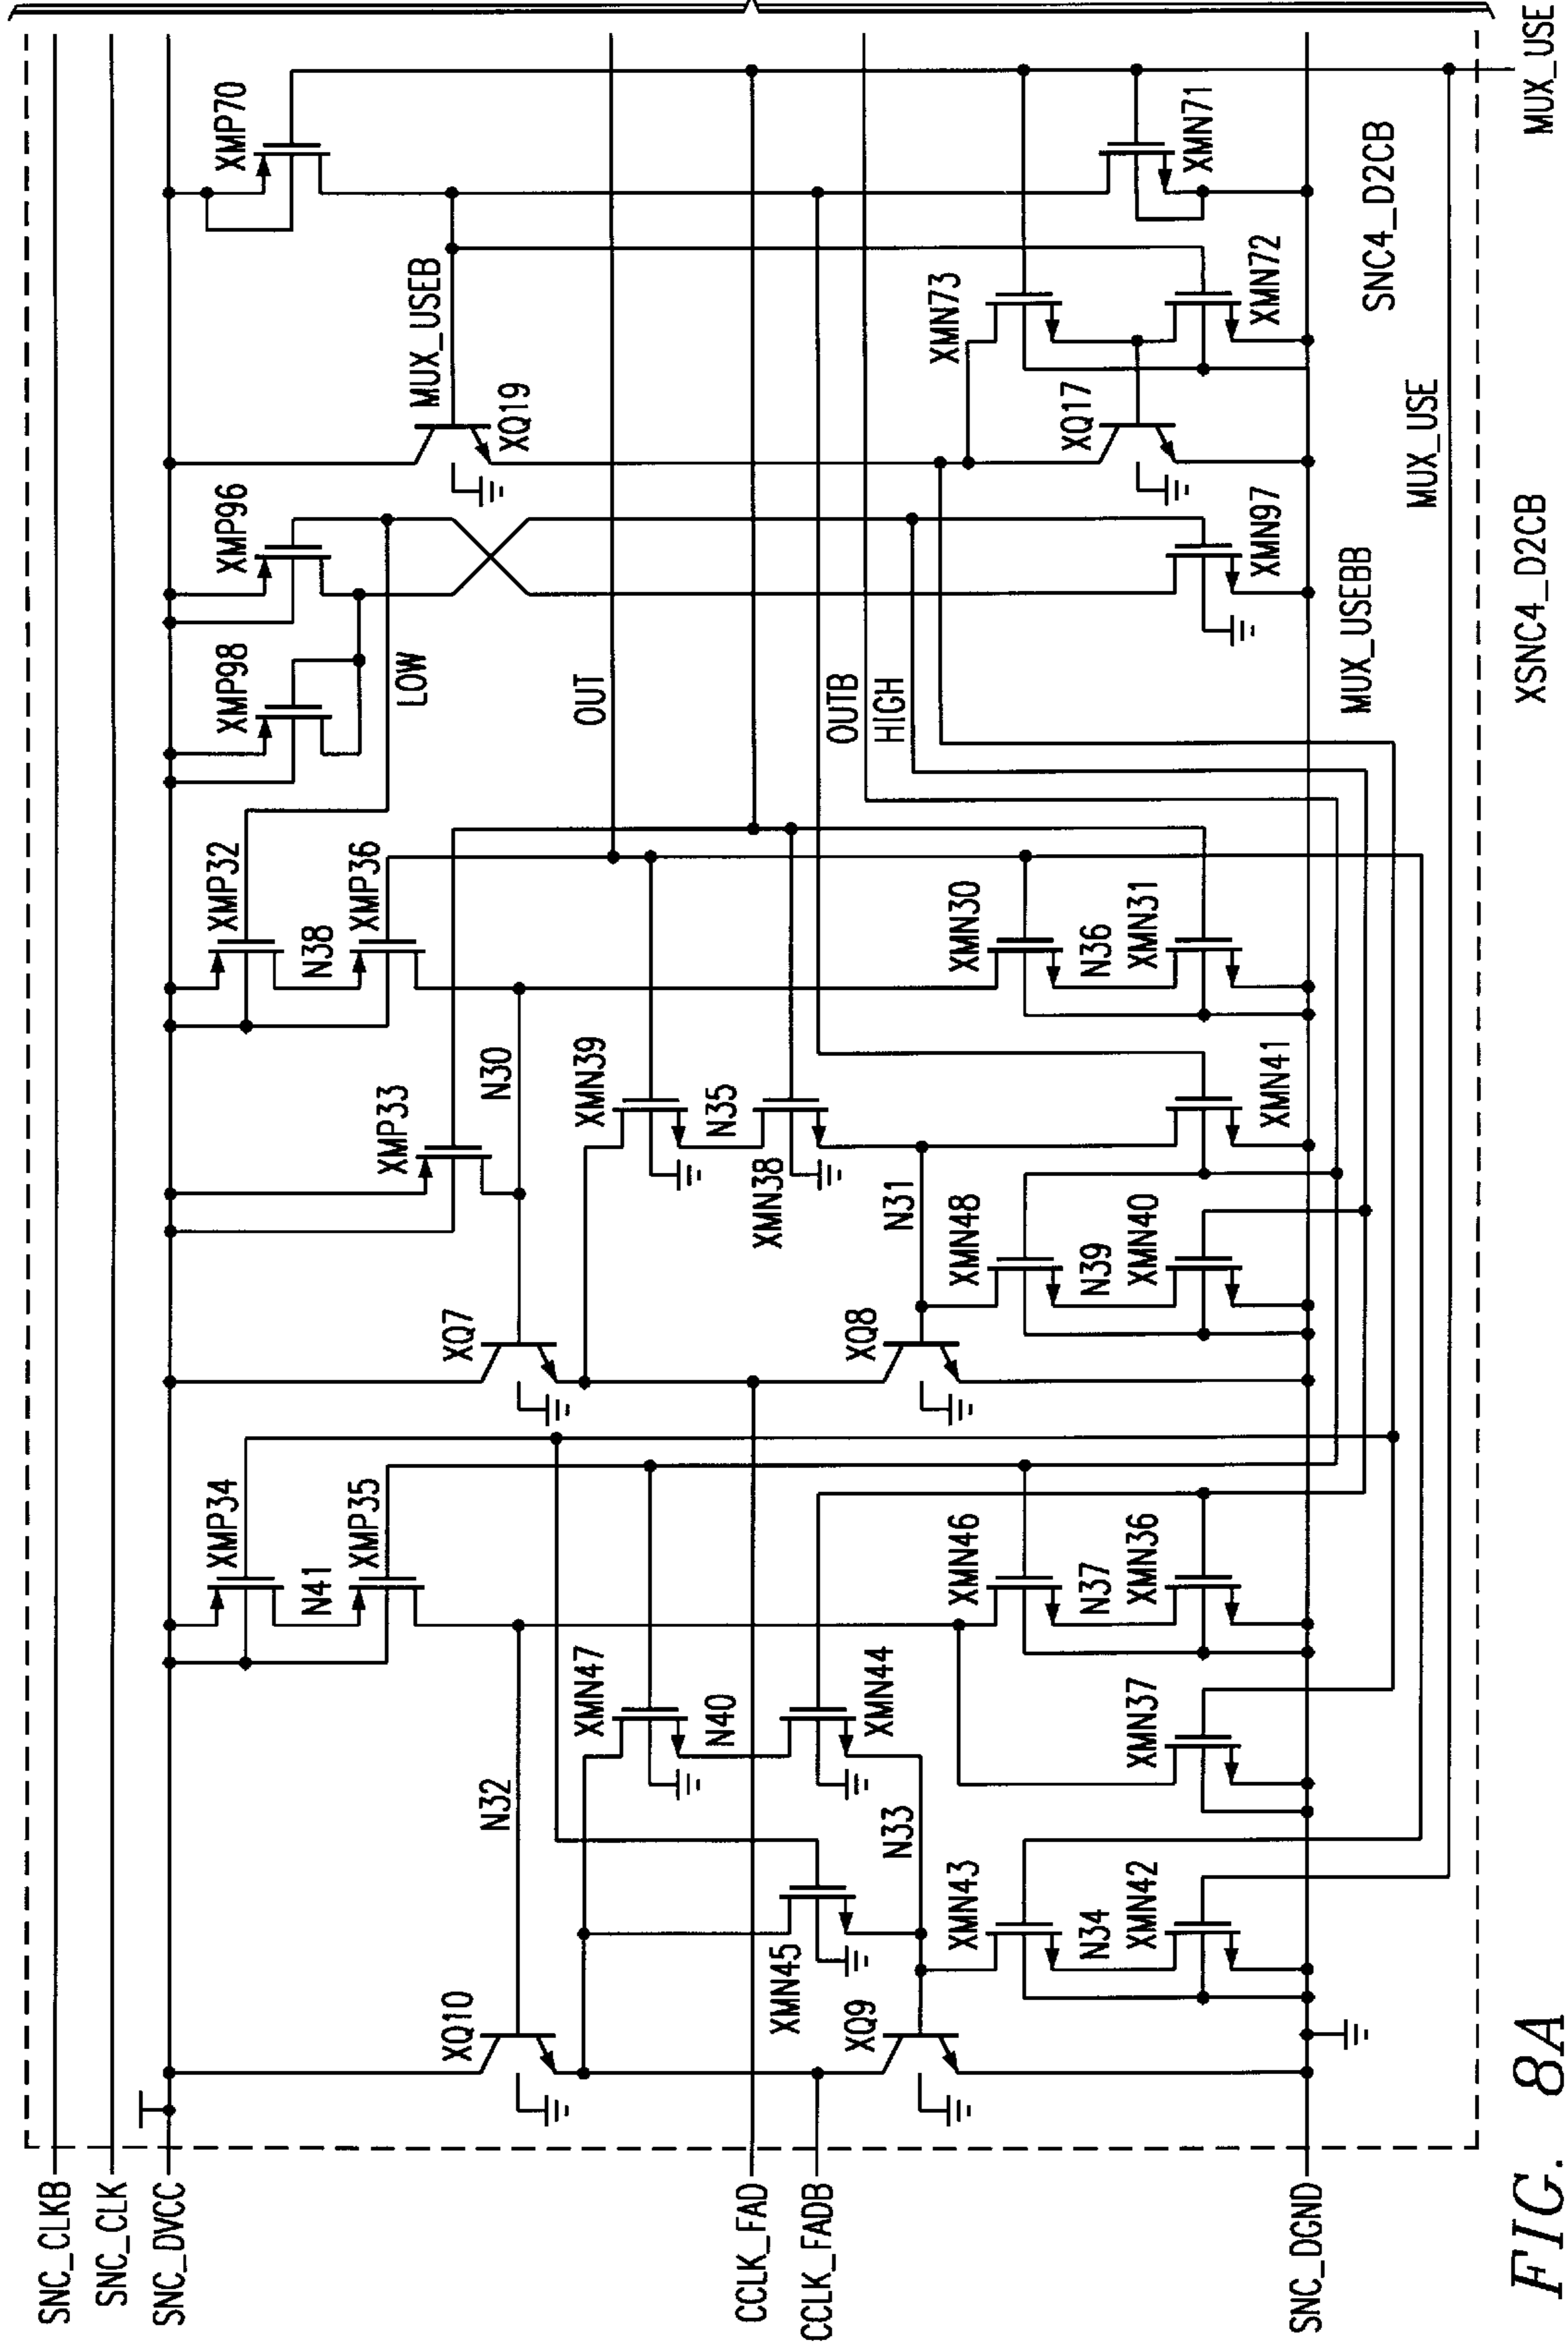 SNC_CLKB
SNC_CLK
SNC_DVCC
CCLK_FAD
CCLK_FADB
SNC_DGND
XMP34
N41
XMP35
XQ10
N32
XMN47
N40
XMN44
XMN45
N33
XQ9
XMN43
N34
XMN42
XMN37
XMN46
N37
XMN36
XMP32
N38
XMP36
XMP33
N30
XQ7
XMN39
N35
XMN38
N31
XQ8
XMN48
N39
XMN40
XMN41
XMN30
N36
XMN31
XMP98
XMP96
LOW
OUT
OUTB
HIGH
XMN97
MUX_USEBB
XMP70
MUX_USEB
XQ19
XMN73
XQ17
XMN72
XMN71
SNC4_D2CB
MUX_USE
MUX_USE
XSNC4_D2CB
FIG. 8A